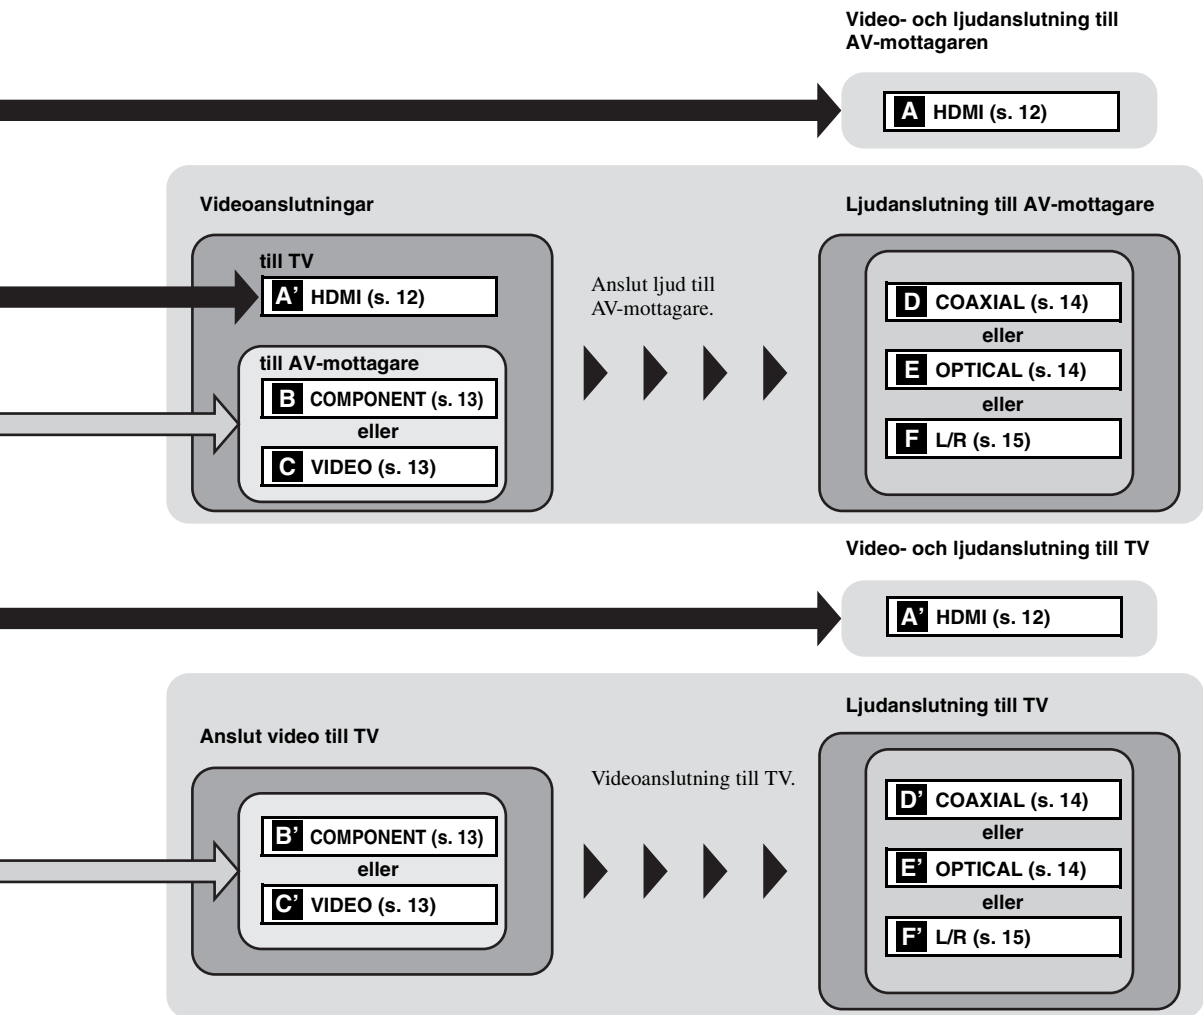 Video- och ljudanslutning till
AV-mottagaren
A HDMI (s. 12)
Videoanslutningar
till TV
A’ HDMI (s. 12)
till AV-mottagare
B COMPONENT (s. 13)
eller
C VIDEO (s. 13)
Anslut ljud till
AV-mottagare.
Ljudanslutning till AV-mottagare
D COAXIAL (s. 14)
eller
E OPTICAL (s. 14)
eller
F L/R (s. 15)
Video- och ljudanslutning till TV
A’ HDMI (s. 12)
Anslut video till TV
B’ COMPONENT (s. 13)
eller
C’ VIDEO (s. 13)
Videoanslutning till TV.
Ljudanslutning till TV
D’ COAXIAL (s. 14)
eller
E’ OPTICAL (s. 14)
eller
F’ L/R (s. 15)